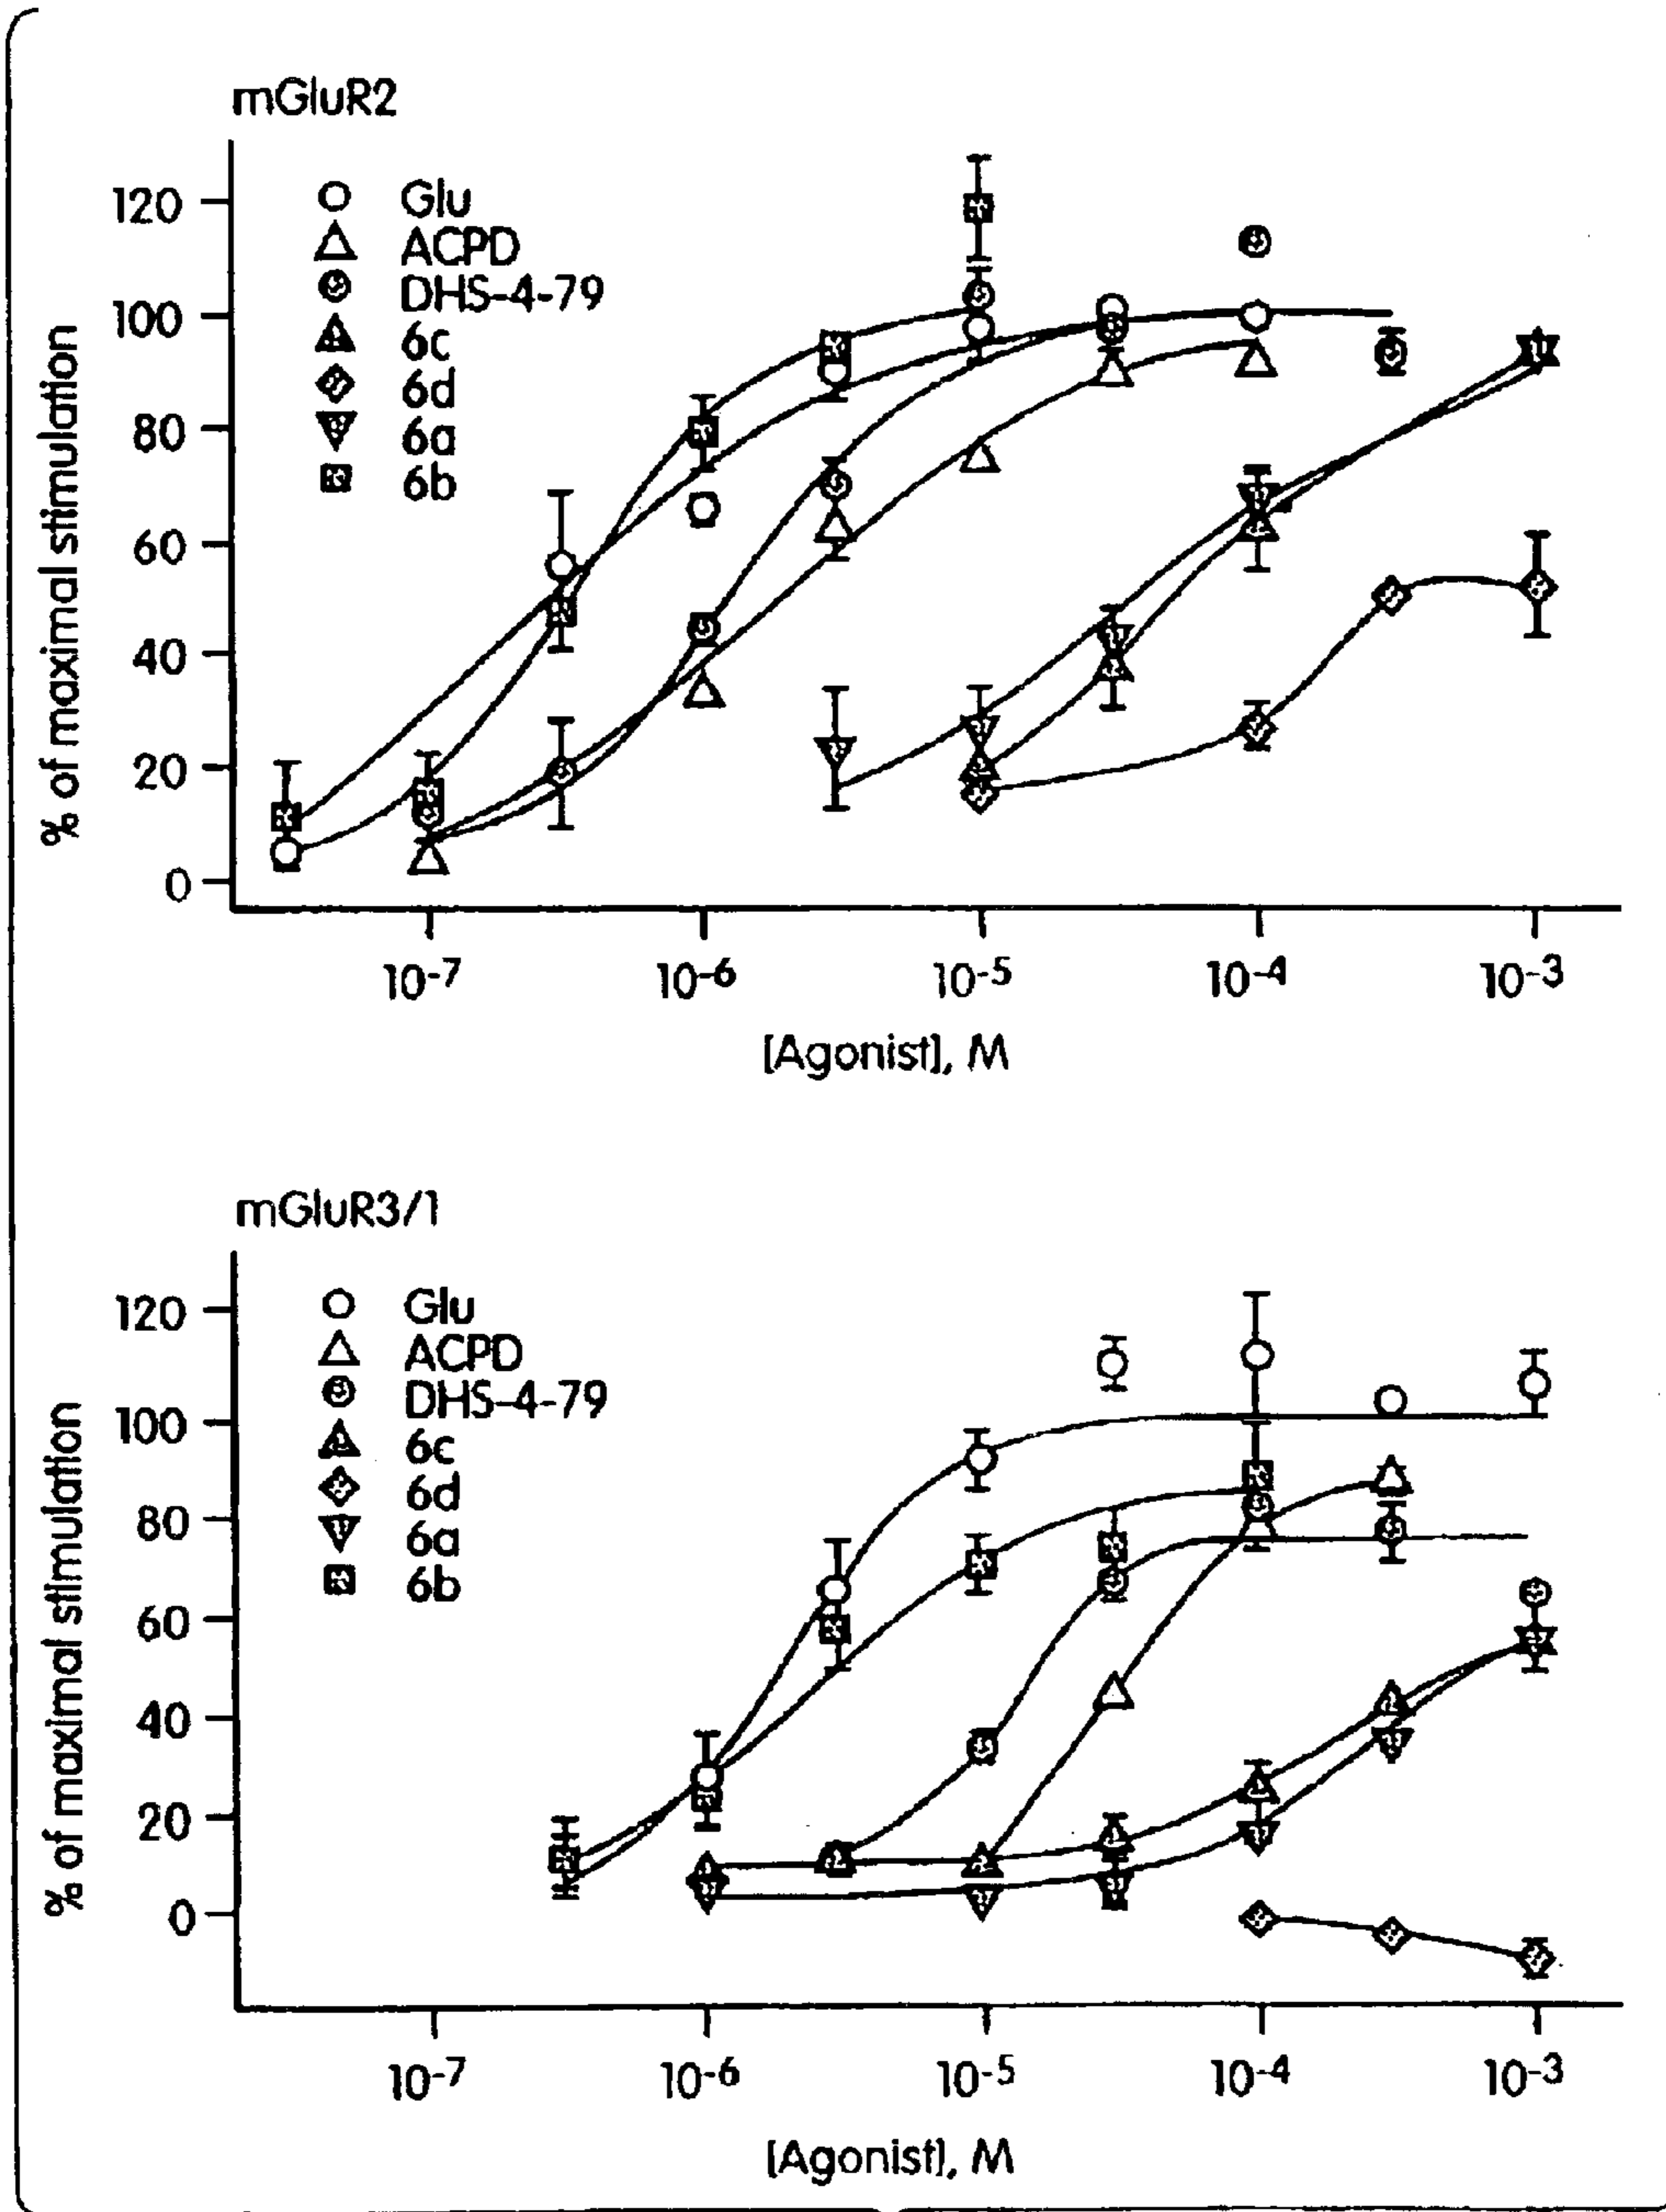 mGluR2
Glu
ACPD
DHS-4-79
6c
6d
6a
6b
% of maximal stimulation
120
100
80
60
40
20
0
10-7
10-6
10-5
10-4
10-3
[Agonist], M
mGluR3/1
Glu
ACPD
DHS-4-79
6c
6d
6a
6b
% of maximal stimulation
120
100
80
60
40
20
0
10-7
10-6
10-5
10-4
10-3
[Agonist], M